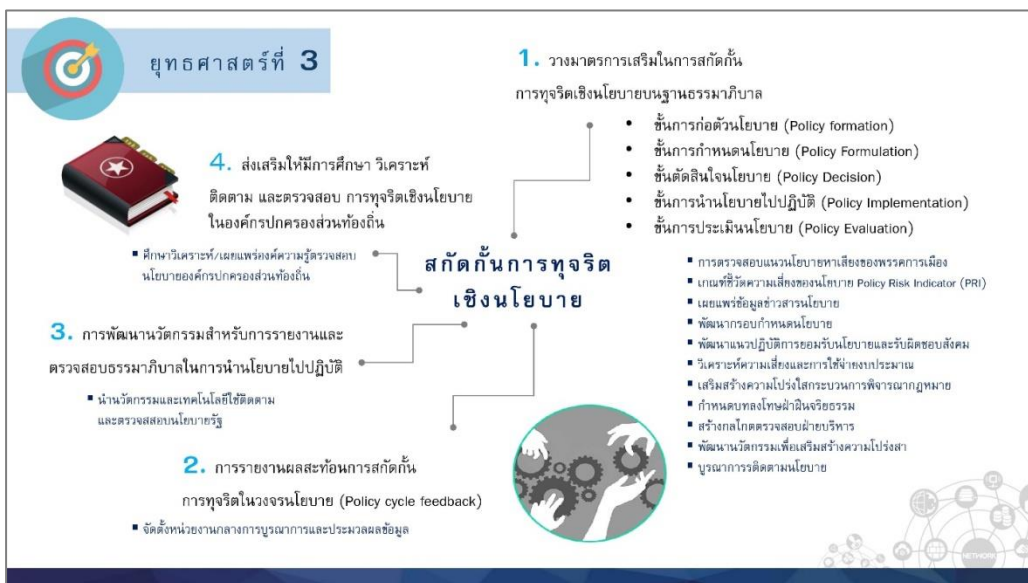 ยุทธศาสตร์ที่ 3
1. วางมาตรการเสริมในการสกัดกั้น
การทุจริตเชิงนโยบายบนฐานธรรมาภิบาล
• ขั้นการก่อตัวนโยบาย (Policy formation)
• ขั้นการกำหนดนโยบาย (Policy Formulation)
• ขั้นตัดสินใจนโยบาย (Policy Decision)
• ขั้นการนำนโยบายไปปฏิบัติ (Policy Implementation)
• ขั้นการประเมินนโยบาย (Policy Evaluation)
▪ การตรวจสอบแนวนโยบายหาเสียงของพรรคการเมือง
▪ เกณฑ์ชี้วัดความเสี่ยงของนโยบาย Policy Risk Indicator (PRI)
▪ เผยแพร่ข้อมูลข่าวสารนโยบาย
▪ พัฒนากรอบกำหนดนโยบาย
▪ พัฒนาแนวปฏิบัติการยอมรับนโยบายและรับผิดชอบสังคม
▪ วิเคราะห์ความเสี่ยงและการใช้จ่ายงบประมาณ
▪ เสริมสร้างความโปร่งใสกระบวนการพิจารณากฎหมาย
▪ กำหนดบทลงโทษฝ่าฝืนจริยธรรม
▪ สร้างกลไกตรวจสอบฝ่ายบริหาร
▪ พัฒนานวัตกรรมเพื่อเสริมสร้างความโปร่งสา
▪ บูรณาการรติดตามนโยบาย
สกัดกั้นการทุจริต
เชิงนโยบาย
4. ส่งเสริมให้มีการศึกษา วิเคราะห์
ติดตาม และตรวจสอบ การทุจริตเชิงนโยบาย
ในองค์กรปกครองส่วนท้องถิ่น
▪ ศึกษาวิเคราะห์/เผยแพร่องค์ความรู้ตรวจสอบ
นโยบายองค์กรปกครองส่วนท้องถิ่น
3. การพัฒนานวัตกรรมสำหรับการรายงานและ
ตรวจสอบธรรมาภิบาลในการนำนโยบายไปปฏิบัติ
▪ นำนวัตกรรมและเทคโนโลยีใช้ติดตาม
และตรวจสสอบนโยบายรัฐ
2. การรายงานผลสะท้อนการสกัดกั้น
การทุจริตในวงจรนโยบาย (Policy cycle feedback)
▪ จัดตั้งหน่วยงานกลางการบูรณาการและประมวลผลข้อมูล
NETWORK